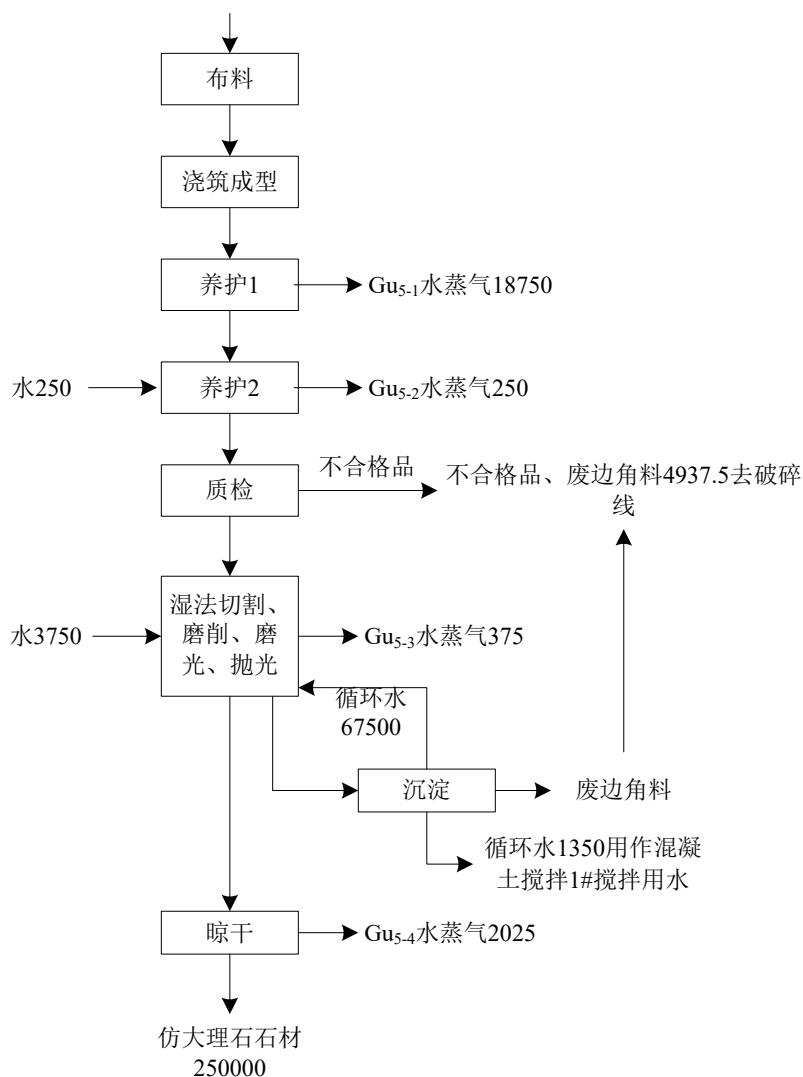 布料
浇筑成型
养护1
Gu5-1水蒸气18750
水250
养护2
Gu5-2水蒸气250
质检
不合格品
不合格品、废边角料4937.5去破碎
线
水3750
湿法切割、
磨削、磨
光、抛光
Gu5-3水蒸气375
循环水
67500
沉淀
废边角料
循环水1350用作混凝
土搅拌1#搅拌用水
晾干
Gu5-4水蒸气2025
仿大理石石材
250000